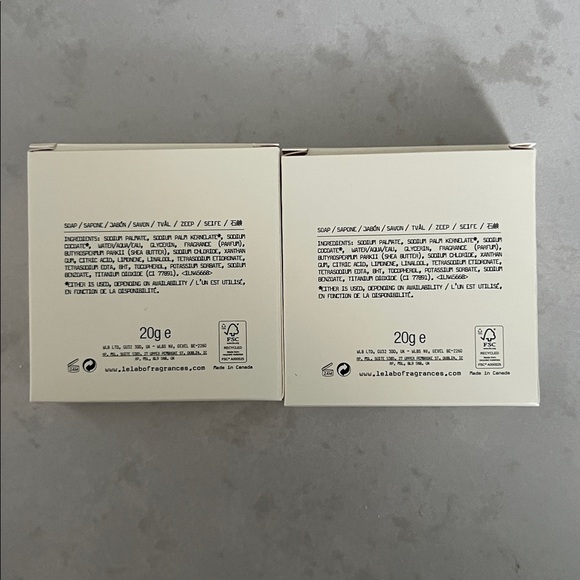 SOAP / SAPONE / JABÓN / SAVON / TVÅL / ZEEP / SEIFE / 石鹸
INGREDIENTS: SODIUM PALMATE, SODIUM PALM KERNELATE*, SODIUM
COCOATE*, WATER/AQUA/EAU, GLYCERIN, FRAGRANCE (PARFUM),
BUTYROSPERMUM PARKII (SHEA BUTTER), SODIUM CHLORIDE, XANTHAN
GUM, CITRIC ACID, LIMONENE, LINALOOL, TETRASODIUM ETIDRONATE,
TETRASODIUM EDTA, BHT, TOCOPHEROL, POTASSIUM SORBATE, SODIUM
BENZOATE, TITANIUM DIOXIDE (CI 77891). <ILN45668>
*EITHER IS USED, DEPENDING ON AVAILABILITY / L'UN EST UTILISÉ,
EN FONCTION DE LA DISPONIBILITÉ.
20g e
24M
FSC
RECYCLED
www.lelabofragrances.com
Made in Canada
SOAP / SAPONE / JABÓN / SAVON / TVÅL / ZEEP / SEIFE / 石鹸
INGREDIENTS: SODIUM PALMATE, SODIUM PALM KERNELATE*, SODIUM
COCOATE*, WATER/AQUA/EAU, GLYCERIN, FRAGRANCE (PARFUM),
BUTYROSPERMUM PARKII (SHEA BUTTER), SODIUM CHLORIDE, XANTHAN
GUM, CITRIC ACID, LIMONENE, LINALOOL, TETRASODIUM ETIDRONATE,
TETRASODIUM EDTA, BHT, TOCOPHEROL, POTASSIUM SORBATE, SODIUM
BENZOATE, TITANIUM DIOXIDE (CI 77891). <ILN45668>
*EITHER IS USED, DEPENDING ON AVAILABILITY / L'UN EST UTILISÉ,
EN FONCTION DE LA DISPONIBILITÉ.
20g e
24M
FSC
RECYCLED
www.lelabofragrances.com
Made in Canada